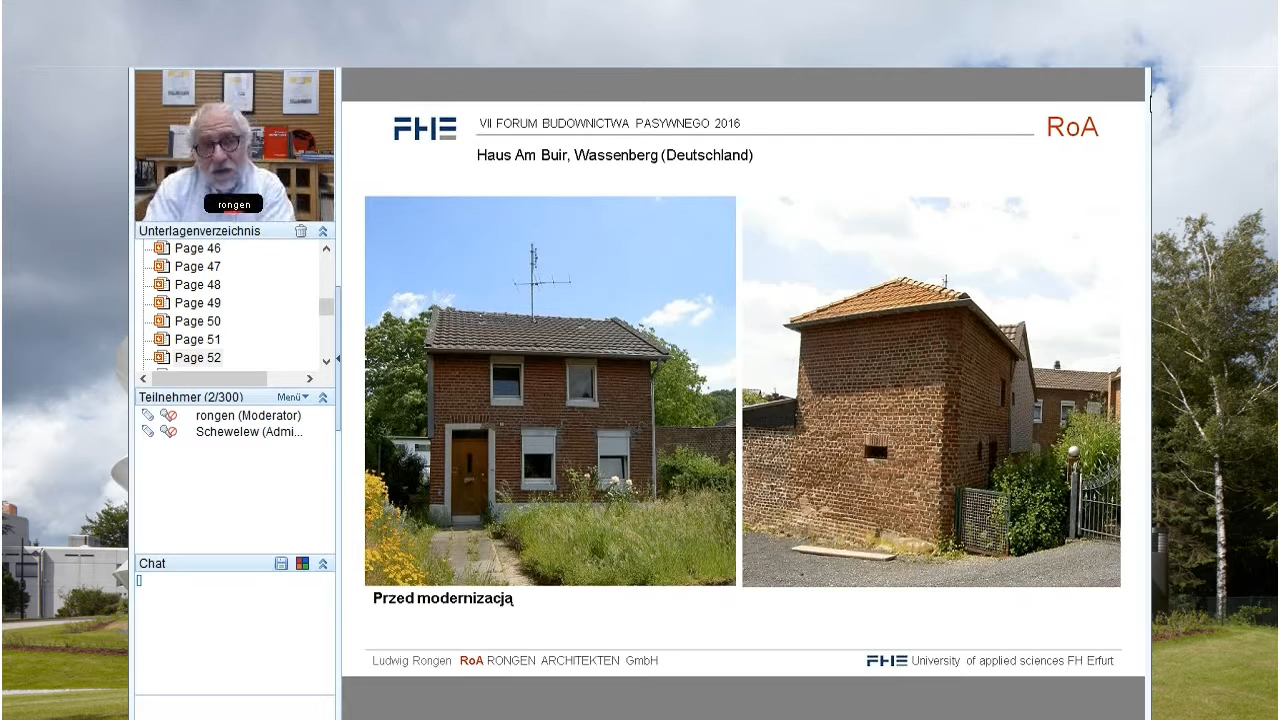 rongen
Unterlagenverzeichnis
Page 46
Page 47
Page 48
Page 49
Page 50
Page 51
Page 52
Teilnehmer (2/300)
Menü
rongen (Moderator)
Schewelew (Admi...
Chat
FHE
VII FORUM BUDOWNICTWA PASYWNEGO 2016
RoA
Haus Am Buir, Wassenberg (Deutschland)
Przed modernizacją
Ludwig Rongen RoA RONGEN ARCHITEKTEN GmbH
FHE University of applied sciences FH Erfurt